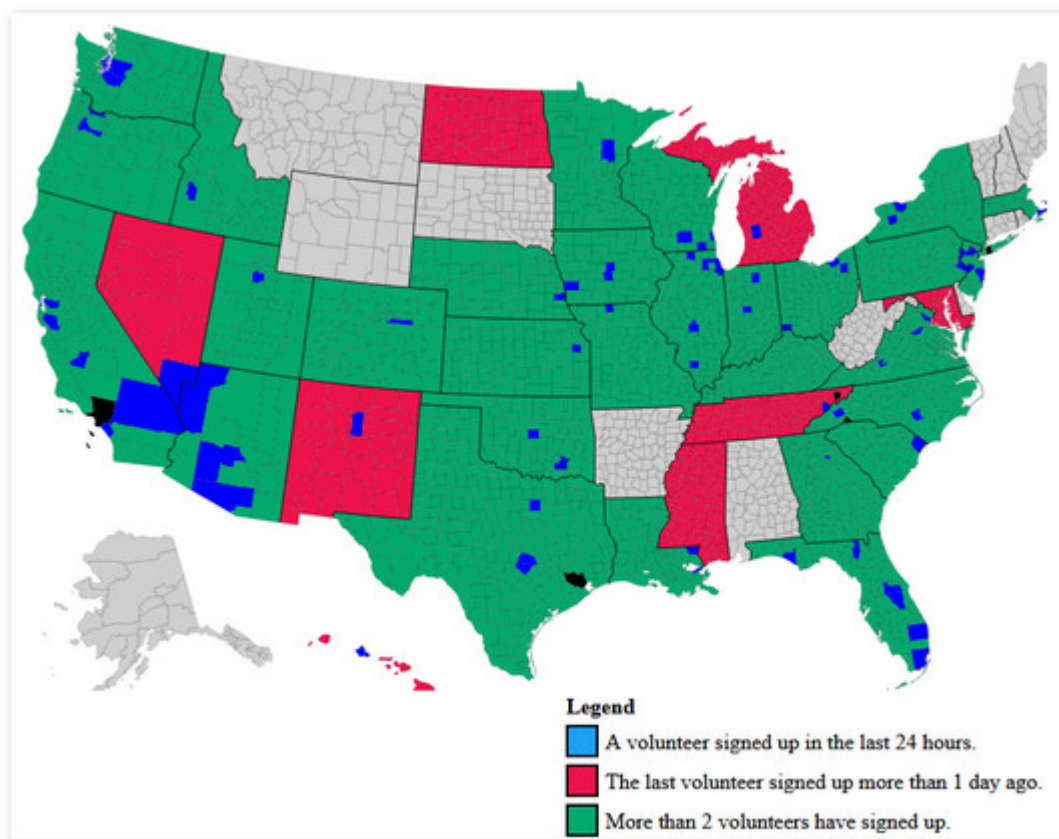 Legend
A volunteer signed up in the last 24 hours.
The last volunteer signed up more than 1 day ago.
More than 2 volunteers have signed up.